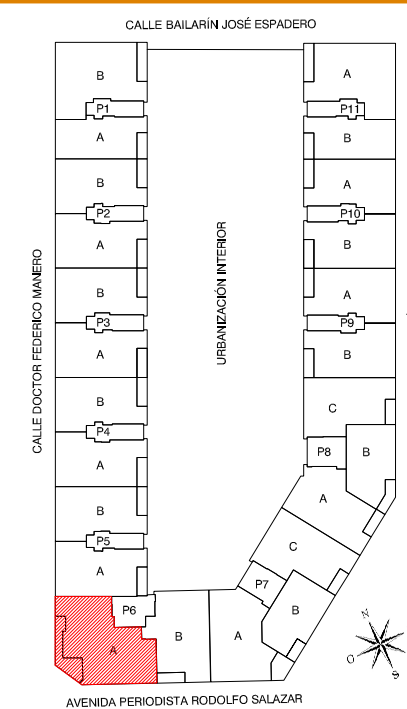 CALLE BAILARÍN JOSÉ ESPADERO
B
A
P1
P11
A
B
B
A
P2
P10
A
B
B
A
P3
P9
A
B
B
C
P4
P8
B
A
A
B
C
P5
A
P7
P6
B
A
B
A
CALLE DOCTOR FEDERICO MANERO
URBANIZACIÓN INTERIOR
N
O
S
AVENIDA PERIODISTA RODOLFO SALAZAR